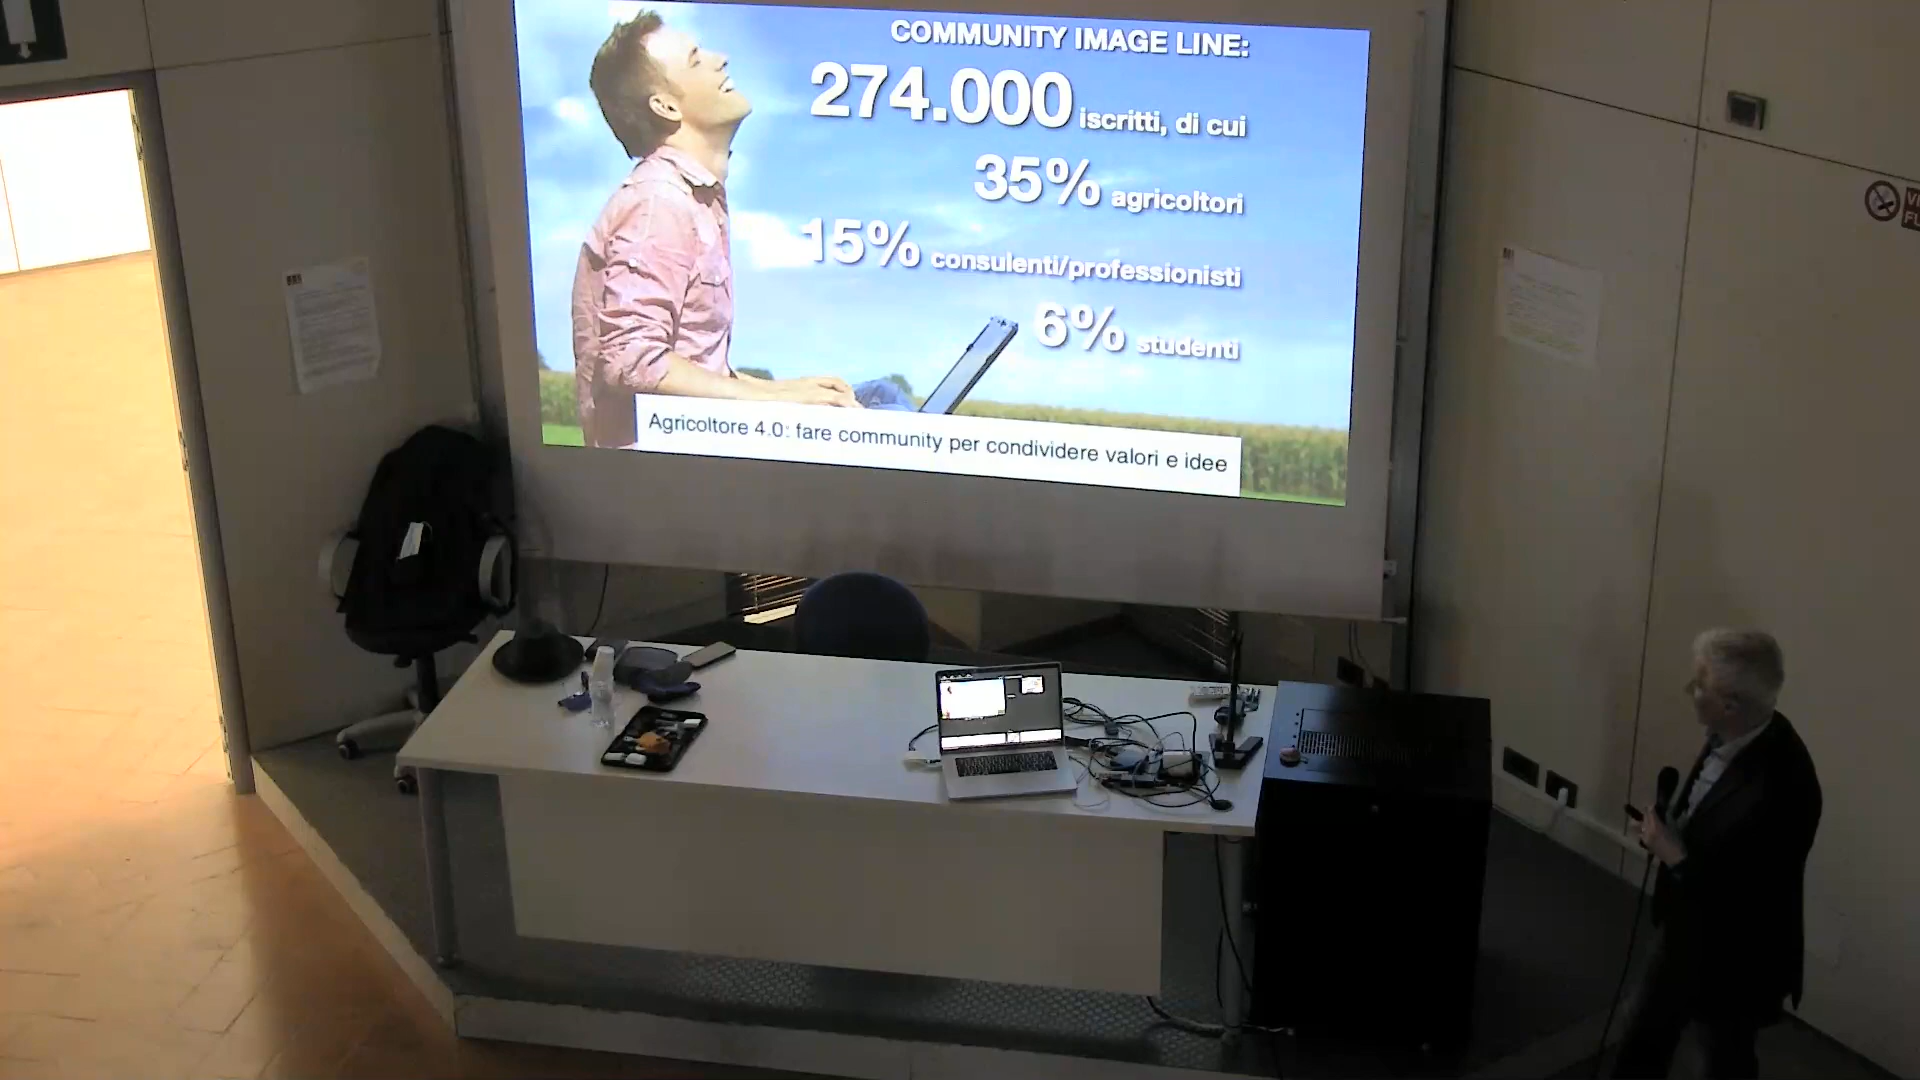 COMMUNITY IMAGE LINE:
274.000 iscritti, di cui
35% agricoltori
15% consulenti/professionisti
6% studenti
Agricoltore 4.0: fare community per condividere valori e idee